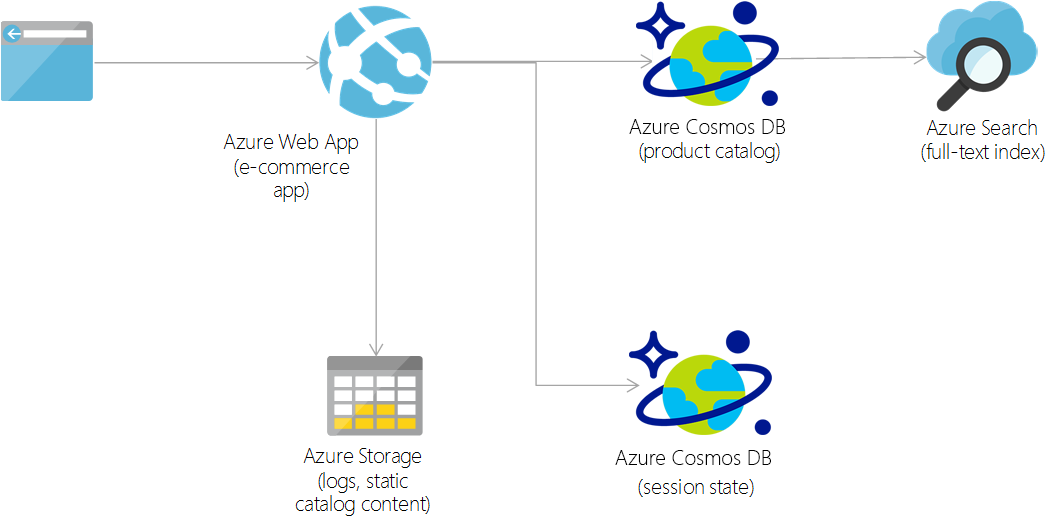 Azure Cosmos DB
(product catalog)
Azure Search
(full-text index)
Azure Web App
(e-commerce
app)
Azure Storage
(logs, static
catalog content)
Azure Cosmos DB
(session state)